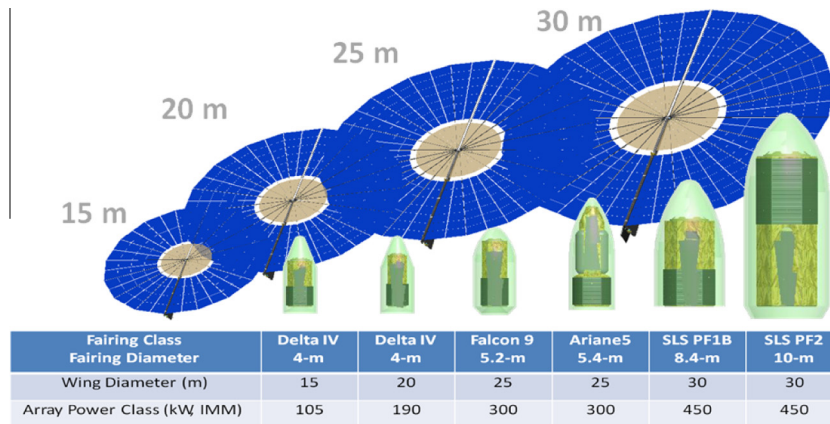 30 m
25 m
20 m
15 m
Fairing Class Delta IV Delta IV Falcon 9 Ariane5 SLS PF1B SLS PF2
Fairing Diameter 4-m 4-m 5.2-m 5.4-m 8.4-m 10-m
Wing Diameter (m) 15 20 25 25 30 30
Array Power Class (kW, IMM) 105 190 300 300 450 450